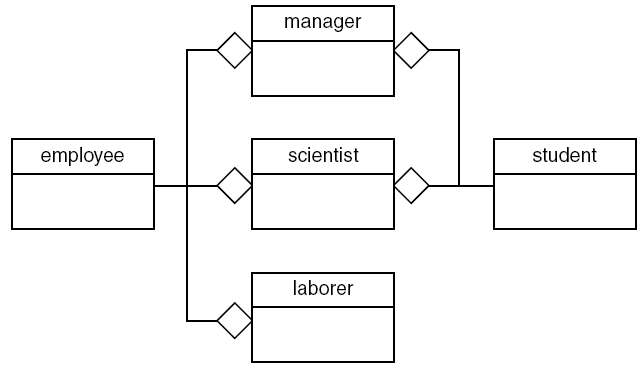 manager
employee
scientist
student
laborer